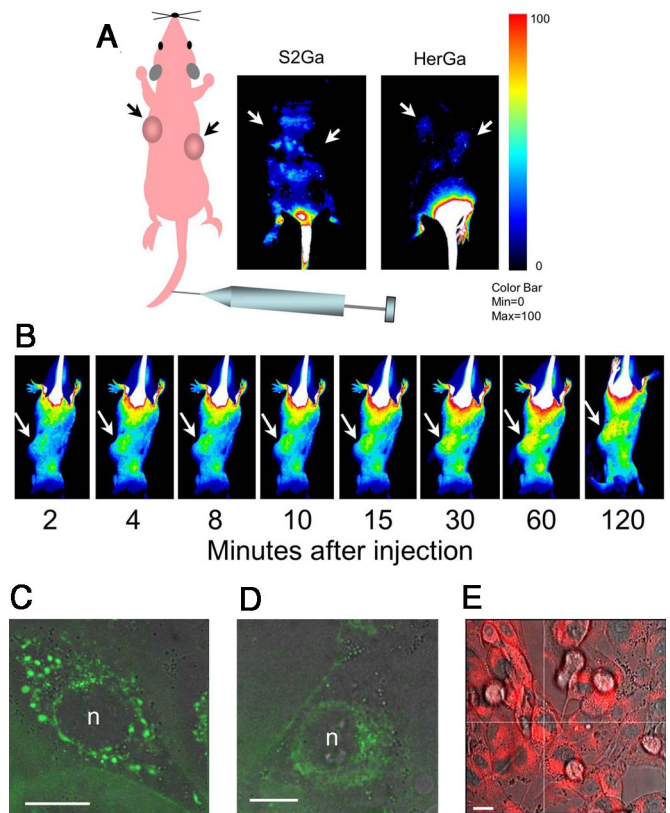 A
S2Ga
HerGa
100
0
Color Bar
Min=0
Max=100
B
2 4 8 10 15 30 60 120
Minutes after injection
C
D
E
n
n